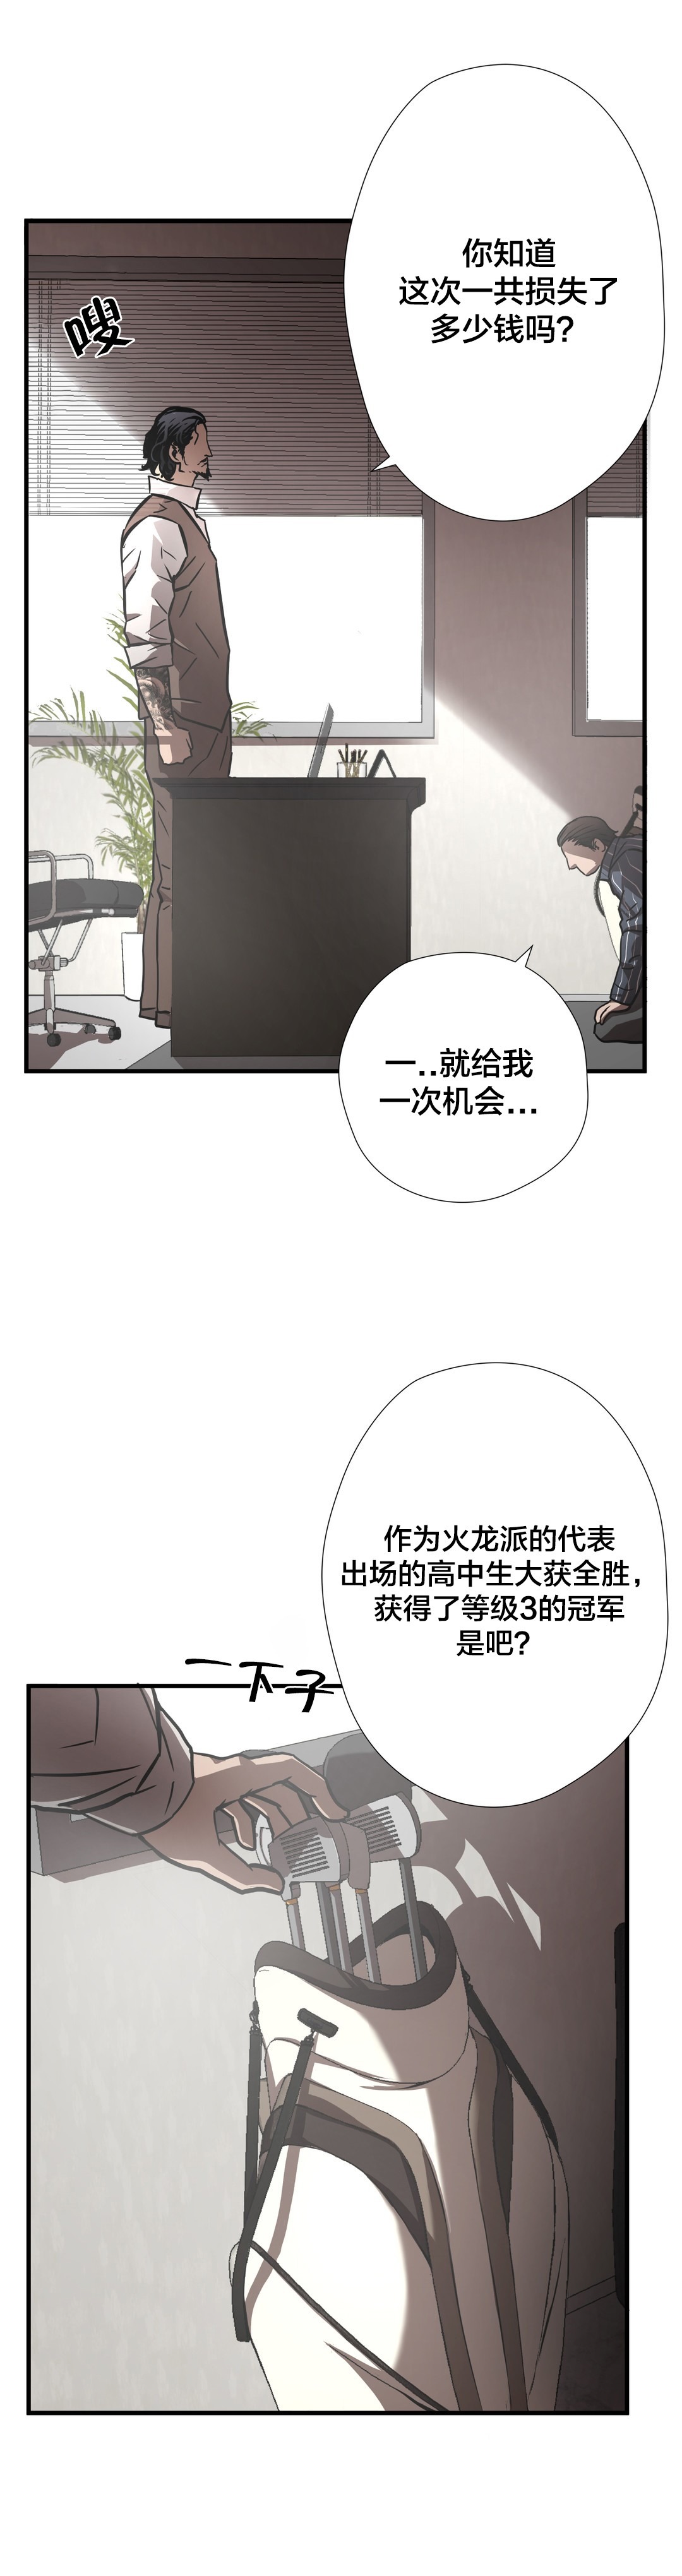 你知道
这次一共损失了
多少钱吗?
嗖
一..就给我
一次机会...
作为火龙派的代表
出场的高中生大获全胜,
获得了等级3的冠军
是吧?
一下子